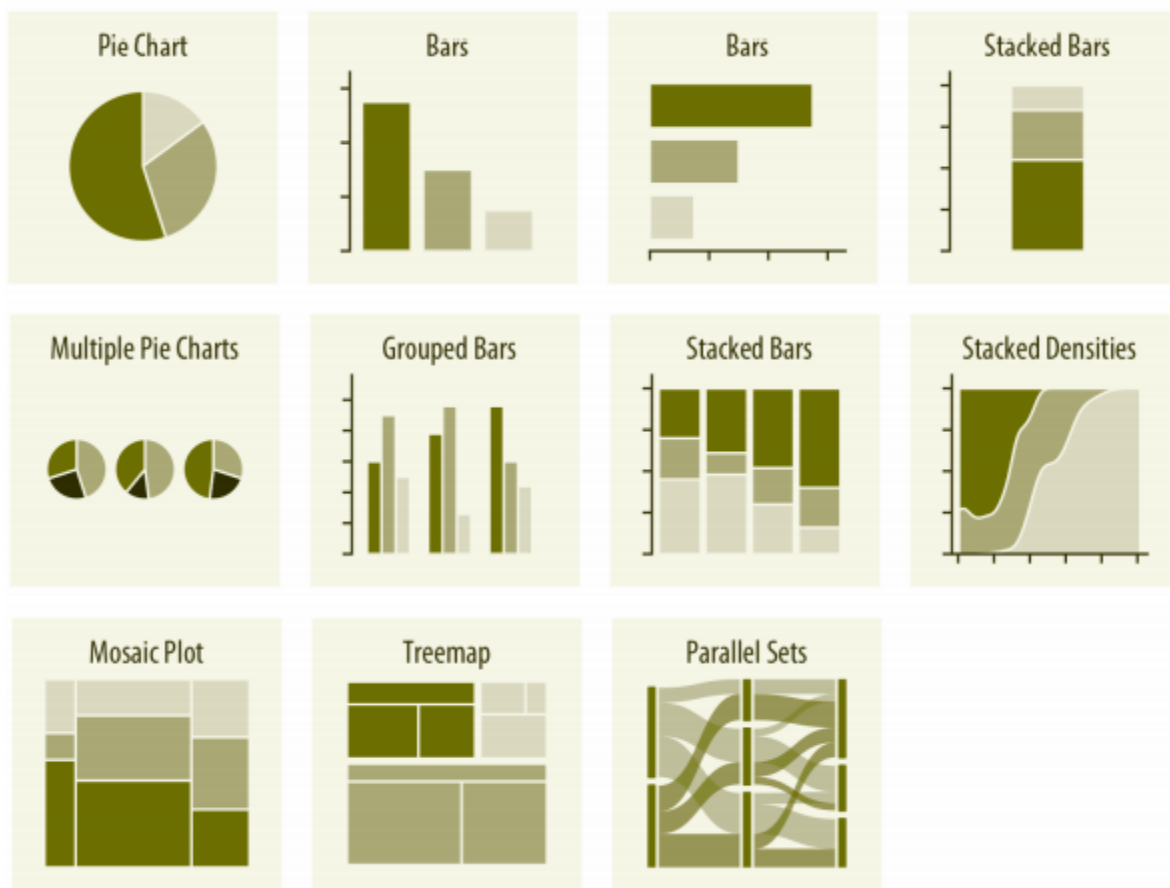 Pie Chart
Bars
Bars
Stacked Bars
Multiple Pie Charts
Grouped Bars
Stacked Bars
Stacked Densities
Mosaic Plot
Treemap
Parallel Sets